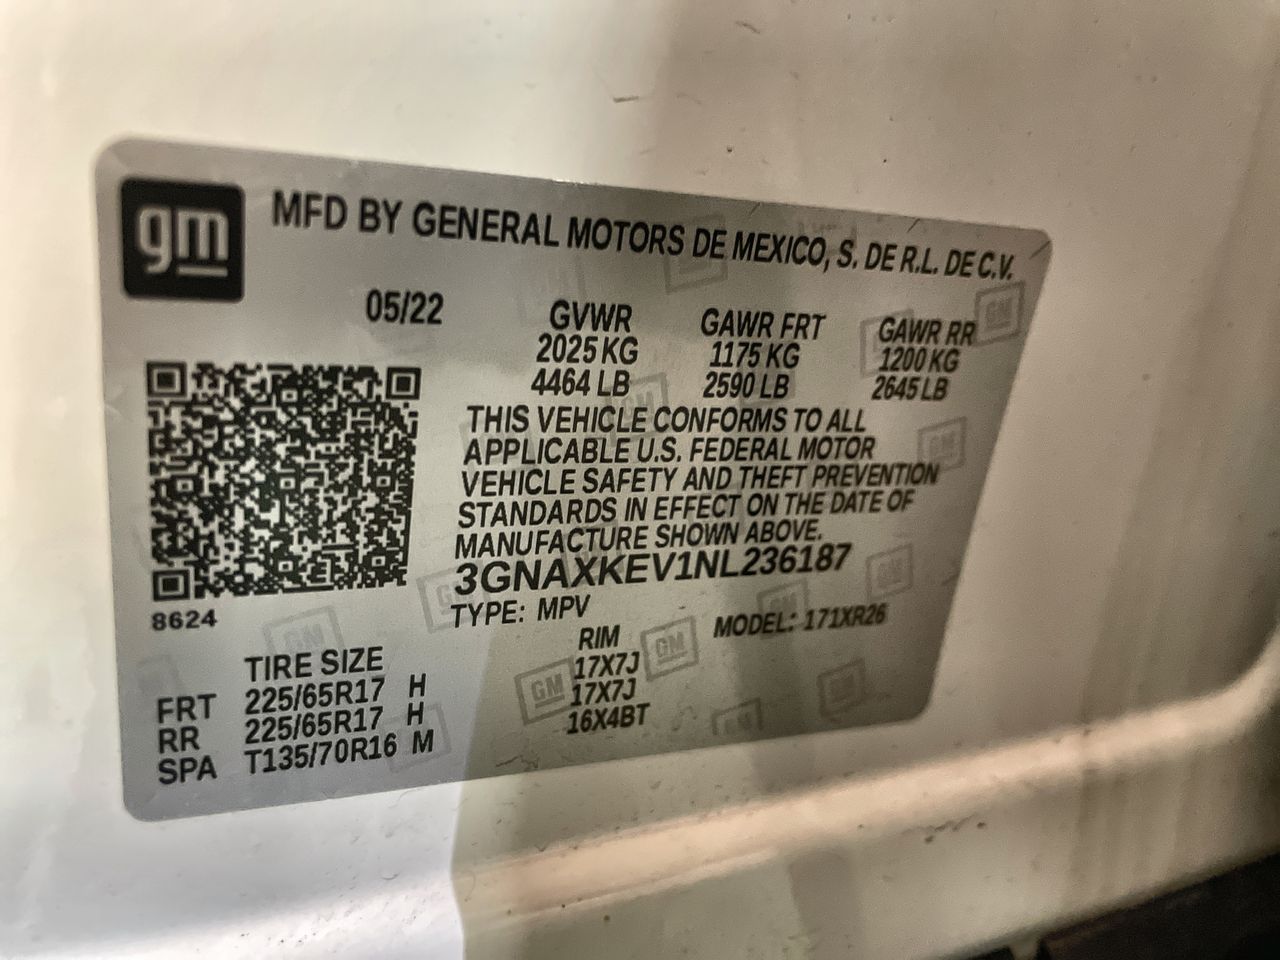 gm
MFD BY GENERAL MOTORS DE MEXICO, S. DE R.L. DE C.V.
05/22 GVWR GAWR FRT GAWR RR
2025 KG 1175 KG 1200 KG
4464 LB 2590 LB 2645 LB
THIS VEHICLE CONFORMS TO ALL
APPLICABLE U.S. FEDERAL MOTOR
VEHICLE SAFETY AND THEFT PREVENTION
STANDARDS IN EFFECT ON THE DATE OF
MANUFACTURE SHOWN ABOVE.
3GNAXKEV1NL236187
8624
TYPE: MPV MODEL: 171XR26
TIRE SIZE RIM
FRT 225/65R17 H 17X7J
RR 225/65R17 H 17X7J
SPA T135/70R16 M 16X4BT